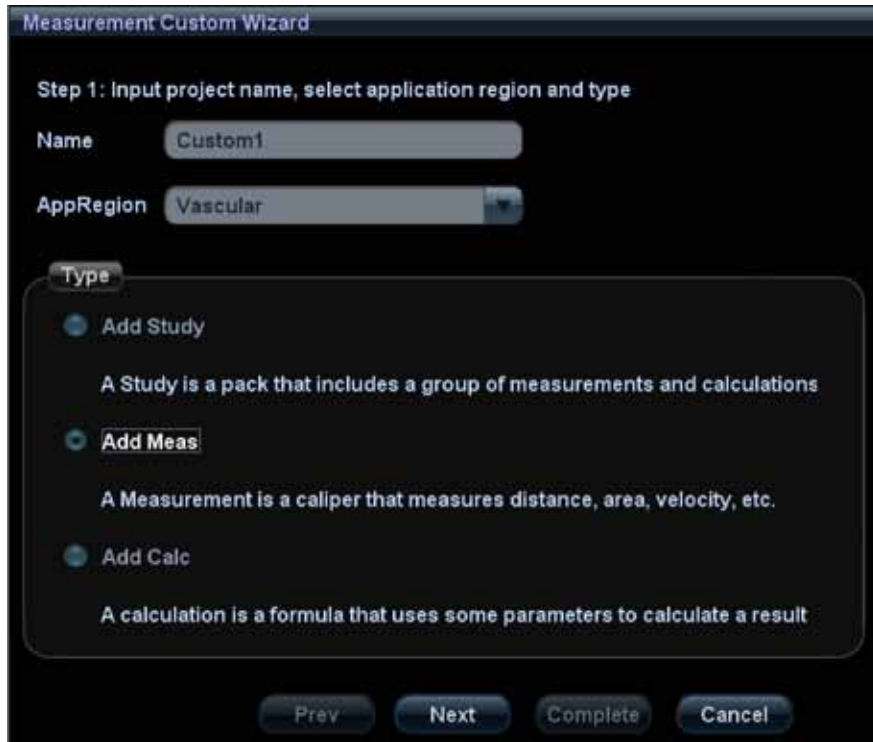 Measurement Custom Wizard
Step 1: Input project name, select application region and type
Name Custom1
AppRegion Vascular
Type
Add Study
A Study is a pack that includes a group of measurements and calculations
Add Meas
A Measurement is a caliper that measures distance, area, velocity, etc.
Add Calc
A calculation is a formula that uses some parameters to calculate a result
Prev Next Complete Cancel